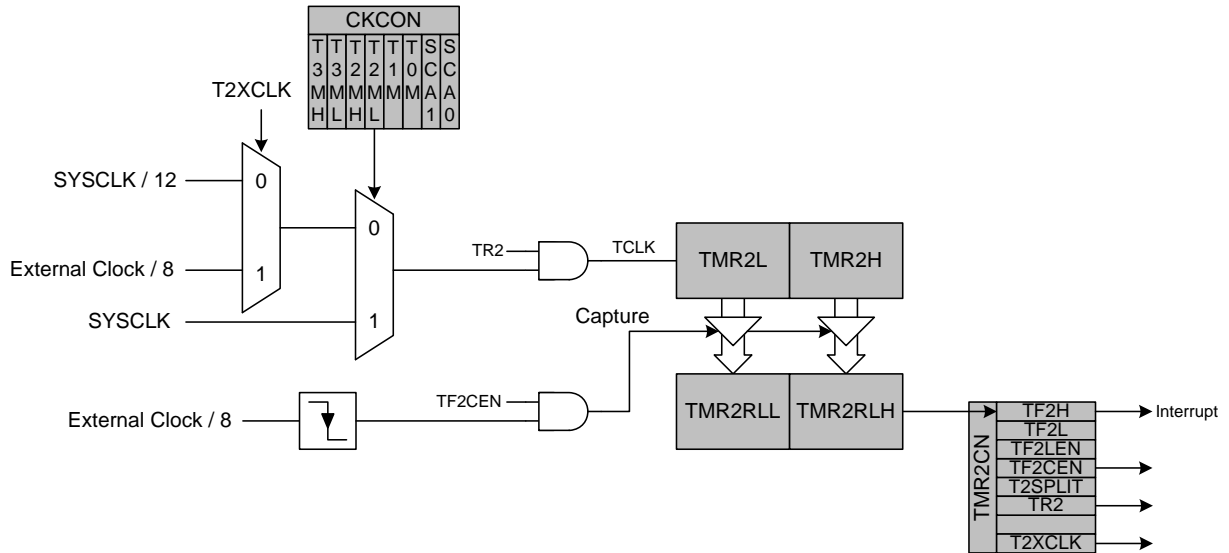 CKCON
T3MH
T3ML
T2MH
T2ML
T1M
T0M
SCA1
SCA0
T2XCLK
SYSCLK / 12
0
External Clock / 8
1
SYSCLK
0
1
TR2
TCLK
TMR2L
TMR2H
Capture
External Clock / 8
TF2CEN
TMR2RLL
TMR2RLH
TMR2CN
TF2H
TF2L
TF2LEN
TF2CEN
T2SPLIT
TR2
T2XCLK
Interrupt